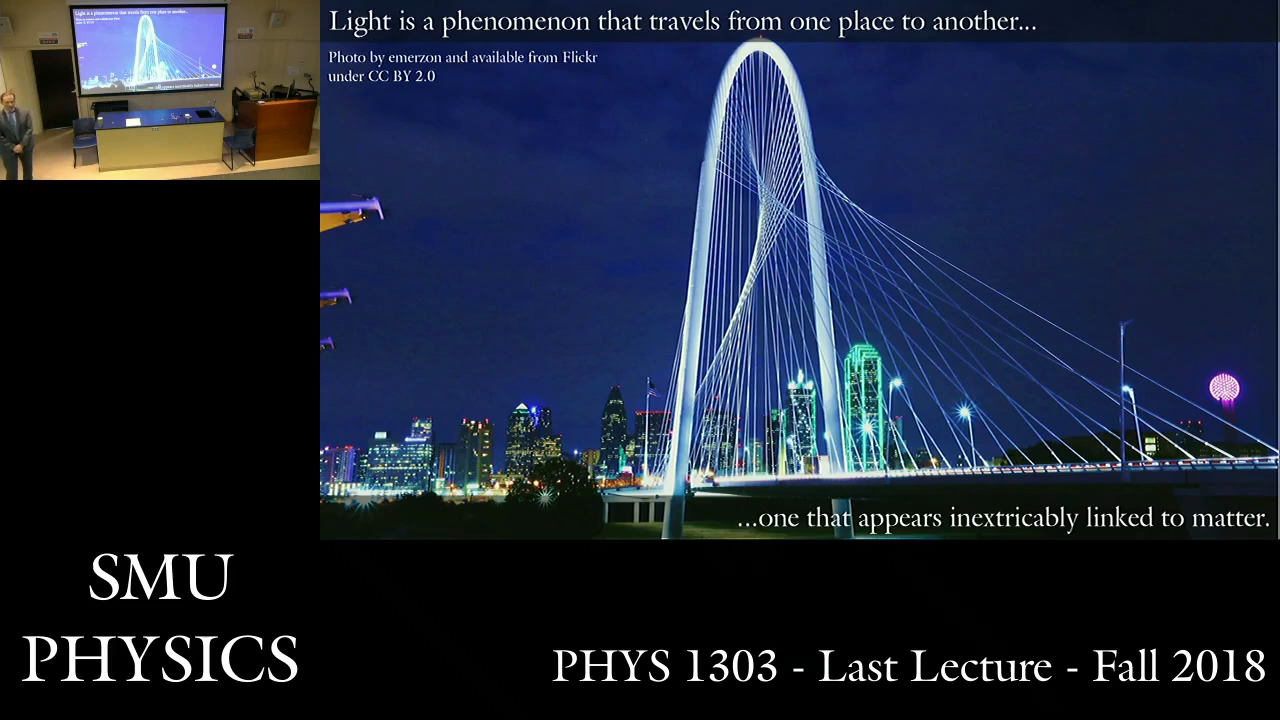 Light is a phenomenon that travels from one place to another...
Photo by emerzon and available from Flickr
under CC BY 2.0
...one that appears inextricably linked to matter.
SMU
PHYSICS
PHYS 1303 - Last Lecture - Fall 2018